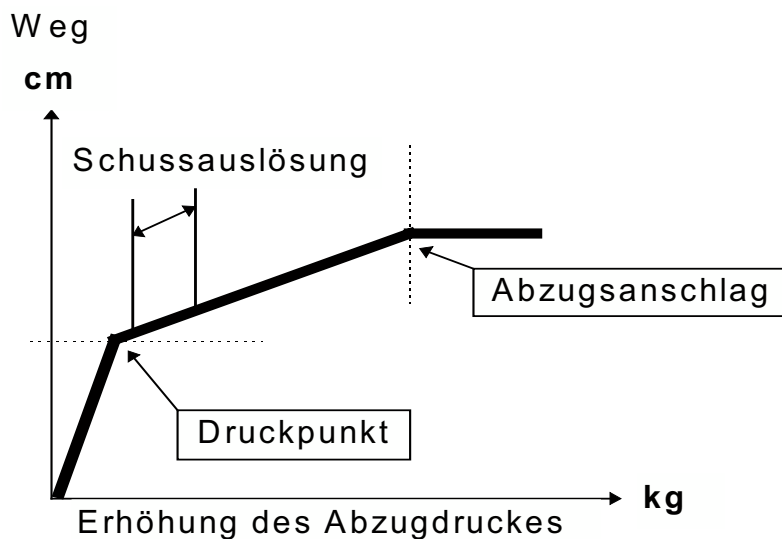 Weg
cm
Schussauslösung
Abzugsanschlag
Druckpunkt
kg
Erhöhung des Abzugdruckes